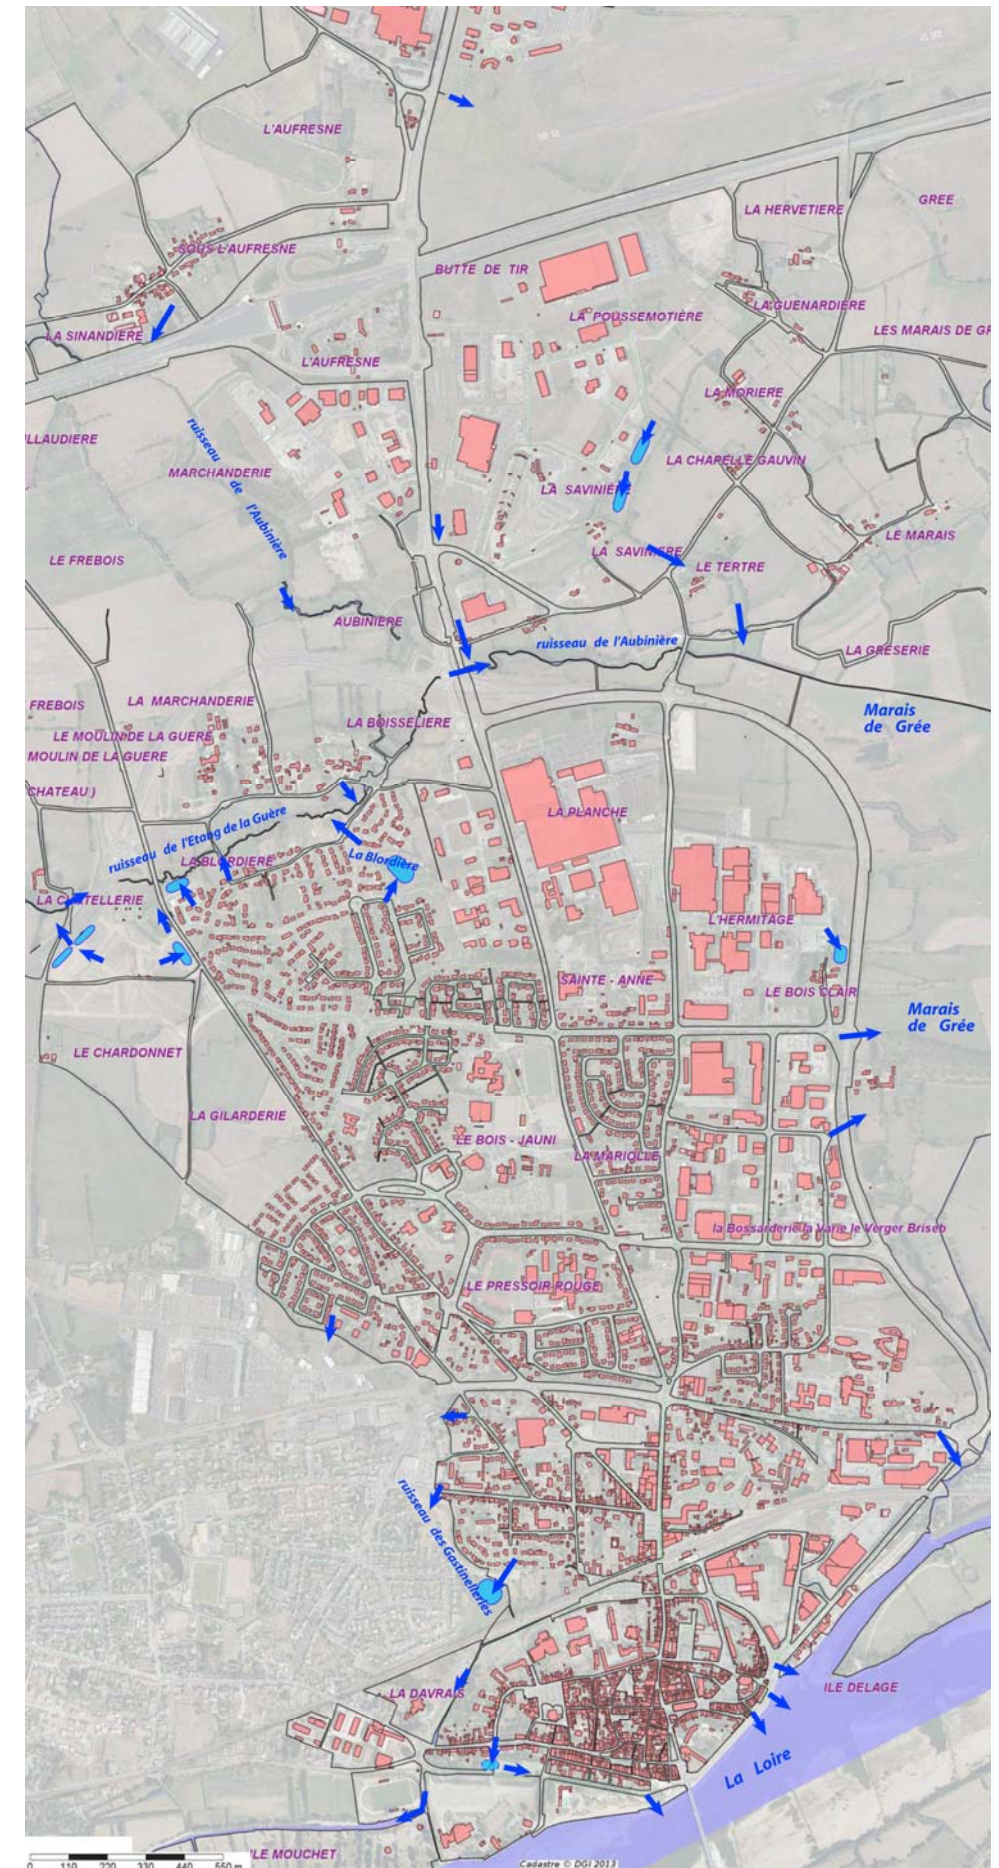 L'AUFRESNE
LA HERVETIERE
GREE
SOUS L'AUFRESNE
BUTTE DE TIR
LA GUENARDIERE
LA POUSSEMOTIERE
LA SINANDIERE
LES MARAIS DE GR
L'AUFRESNE
LA MORIERE
ILLAUDIERE
ruisseau de l'Aubinière
MARCHANDERIE
LA CHAPELLE GAUVIN
LA SAVINIERE
LE MARAIS
LE FREBOIS
LA SAVINIERE
LE TERTRE
AUBINIERE
ruisseau de l'Aubinière
LA GRESERIE
FREBOIS
LA MARCHANDERIE
Marais
de Grée
LA BOISSELIERE
LE MOULIN DE LA GUERE
MOULIN DE LA GUERE
CHATEAU )
LA PLANCHE
ruisseau de l'Etang de la Guère
LA BLORDIERE
La Blordière
LA CHATELLERIE
L'HERMITAGE
SAINTE - ANNE
LE BOIS CLAIR
Marais
de Grée
LE CHARDONNET
LA GILARDERIE
LE BOIS - JAUNI
LA MARIOLLE
la Bossarderie la Varie le Verger Briseb
LE PRESSOIR-ROUGE
ruisseau des Gastinelleries
LA DAVRAIS
ILE DELAGE
La Loire
ILE MOUCHET
0 110 220 330 440 550 m
Cadastre © DGI 2013